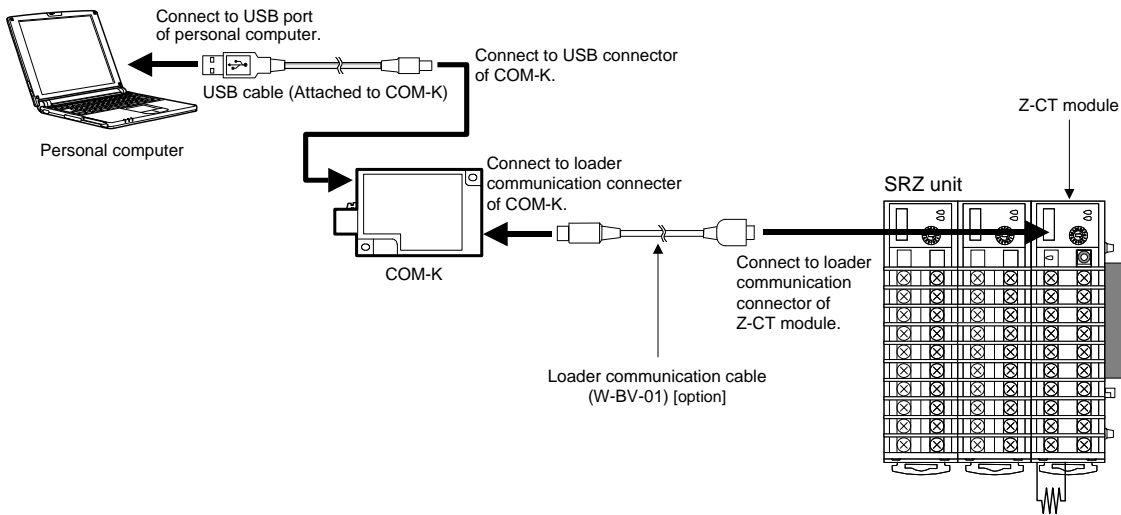 Connect to USB port
of personal computer.
USB cable (Attached to COM-K)
Connect to USB connector
of COM-K.
Personal computer
Connect to loader
communication connecter
of COM-K.
COM-K
Z-CT module
SRZ unit
Connect to loader
communication
connector of
Z-CT module.
Loader communication cable
(W-BV-01) [option]